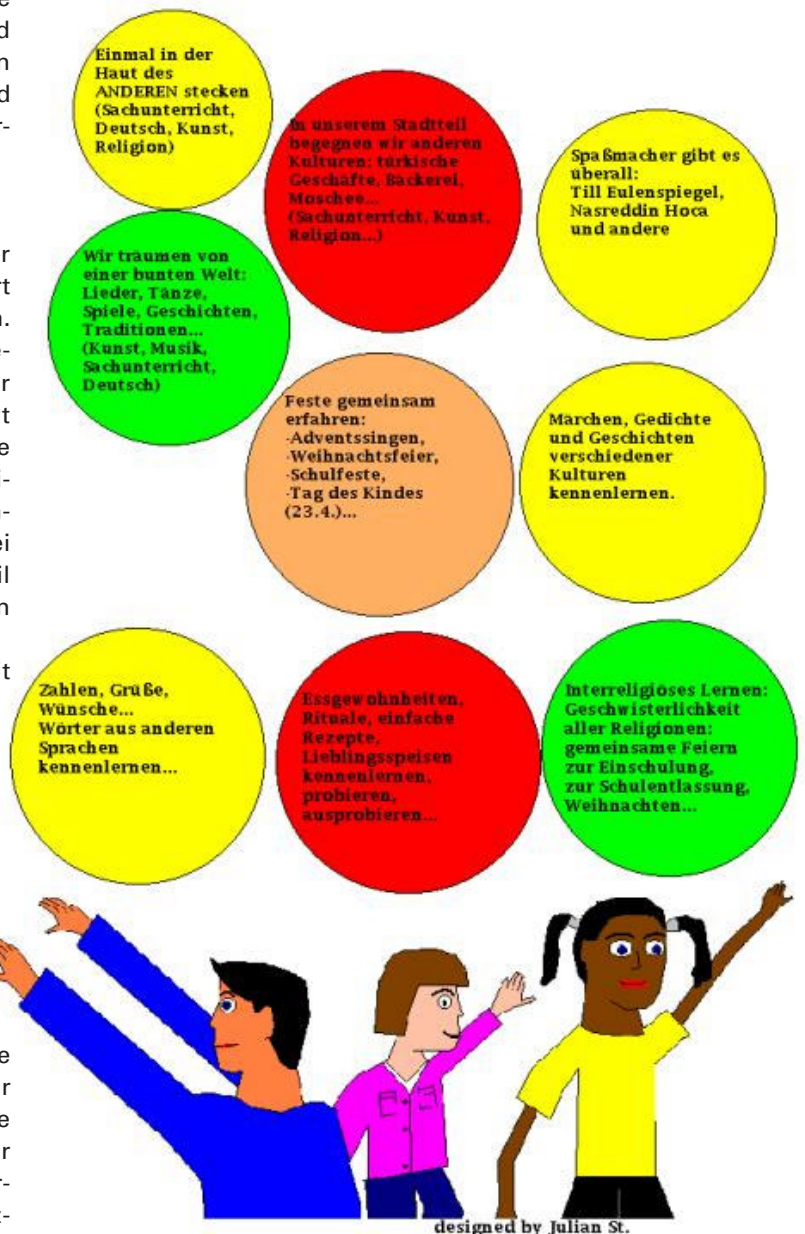 Einmal in der
Haut des
ANDEREN stecken
(Sachunterricht,
Deutsch, Kunst,
Religion)
In unserem Stadtteil
begegnen wir anderen
Kulturen: türkische
Geschäfte, Bäckerei,
Moschee...
(Sachunterricht, Kunst,
Religion...)
Spaßmacher gibt es
überall:
Till Eulenspiegel,
Nasreddin Hoca
und andere
Wir träumen von
einer bunten Welt:
Lieder, Tänze,
Spiele, Geschichten,
Traditionen...
(Kunst, Musik,
Sachunterricht,
Deutsch)
Feste gemeinsam
erfahren:
-Adventssingen,
-Weihnachtsfeier,
-Schulfeste,
-Tag des Kindes
(23.4.)...
Märchen, Gedichte
und Geschichten
verschiedener
Kulturen
kennenlernen.
Zahlen, Grüße,
Wünsche...
Wörter aus anderen
Sprachen
kennenlernen...
Essgewohnheiten,
Rituale, einfache
Rezepte,
Lieblingsspeisen
kennenlernen,
probieren,
ausprobieren...
Interreligiöses Lernen:
Geschwisterlichkeit
aller Religionen:
gemeinsame Feiern
zur Einschulung,
zur Schulentlassung,
Weihnachten...
designed by Julian St.